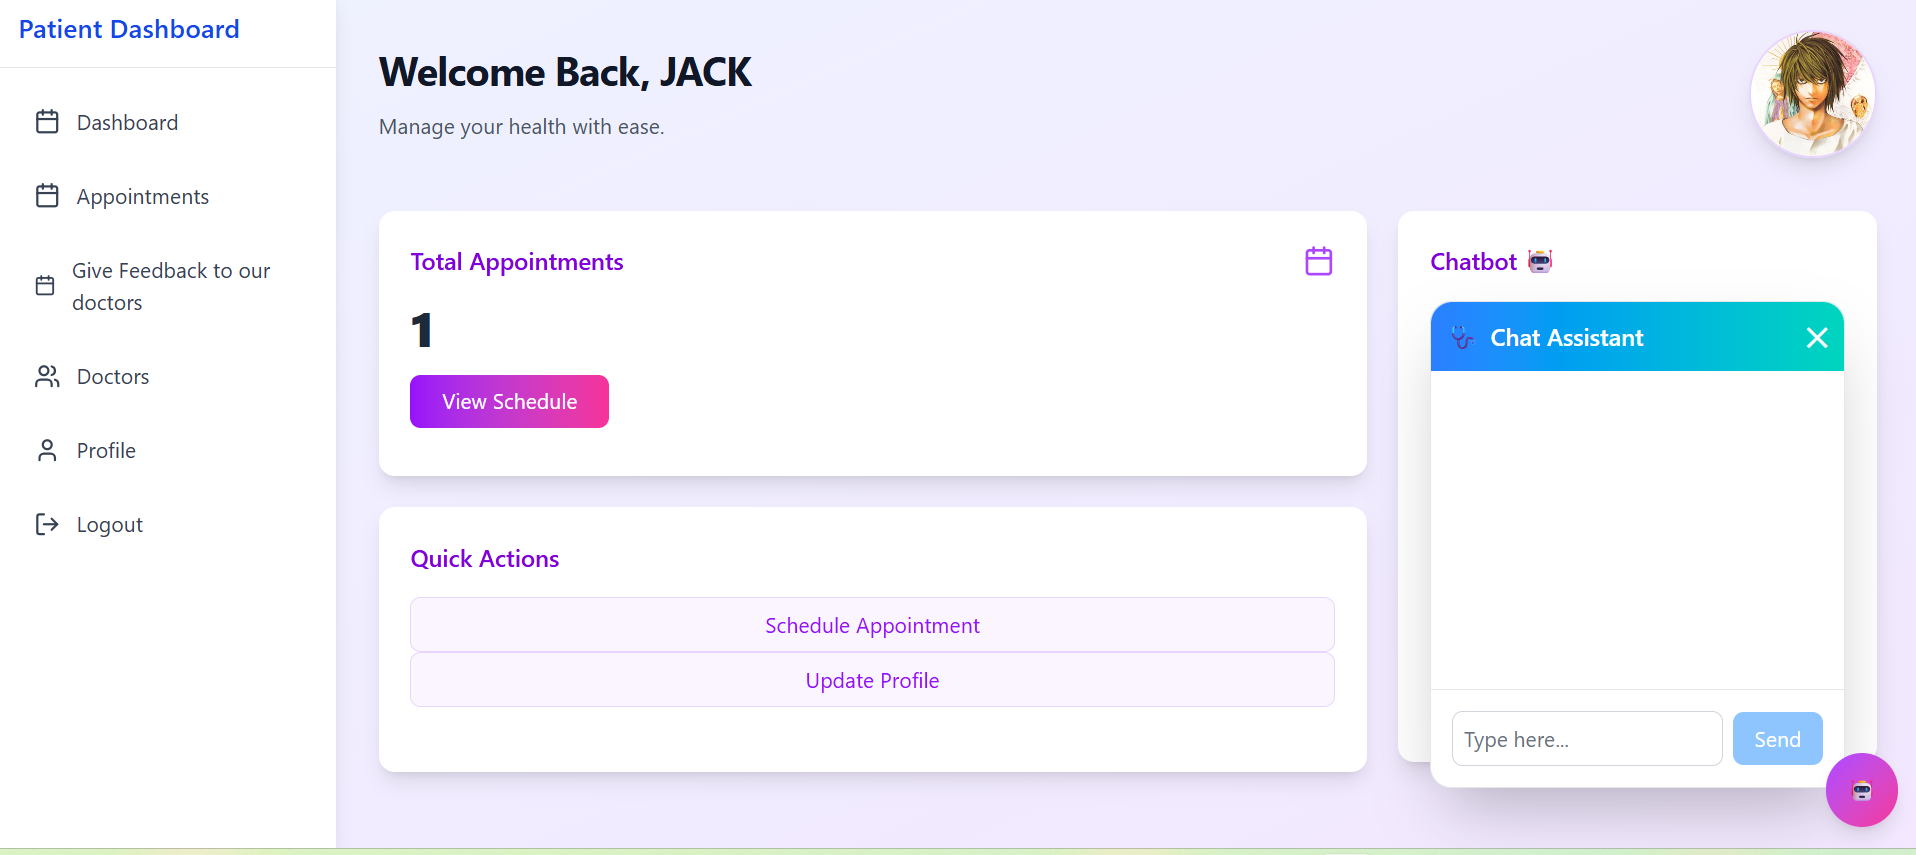 Patient Dashboard
Dashboard
Appointments
Give Feedback to our
doctors
Doctors
Profile
Logout
Welcome Back, JACK
Manage your health with ease.
Total Appointments
1
View Schedule
Quick Actions
Schedule Appointment
Update Profile
Chatbot
Chat Assistant
Type here...
Send